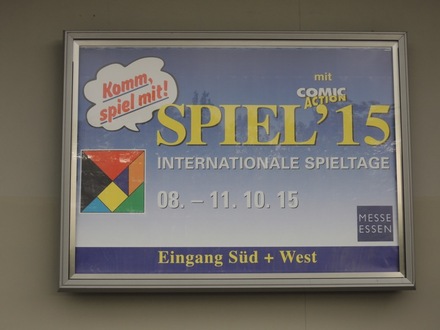 Komm,
spiel mit!
mit
COMIC
ACTION
SPIEL'15
INTERNATIONALE SPIELTAGE
08. – 11. 10. 15
MESSE
ESSEN
Eingang Süd + West